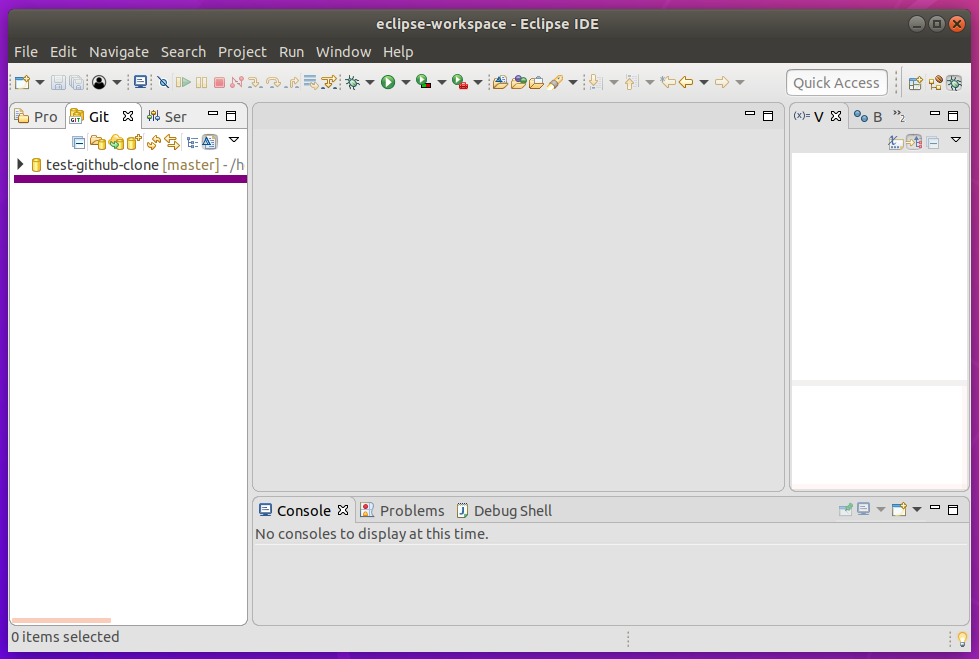 eclipse-workspace - Eclipse IDE
File Edit Navigate Search Project Run Window Help
Quick Access
Pro Git Ser
(x)= V B »2
test-github-clone [master] - /h
Console Problems Debug Shell
No consoles to display at this time.
0 items selected